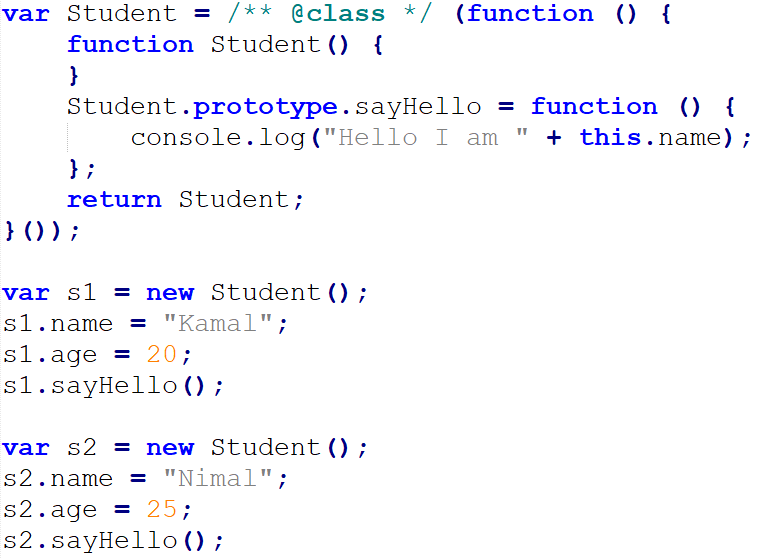 var Student = /** @class */ (function () {
    function Student() {
    }
    Student.prototype.sayHello = function () {
        console.log("Hello I am " + this.name);
    };
    return Student;
}());

var s1 = new Student();
s1.name = "Kamal";
s1.age = 20;
s1.sayHello();

var s2 = new Student();
s2.name = "Nimal";
s2.age = 25;
s2.sayHello();